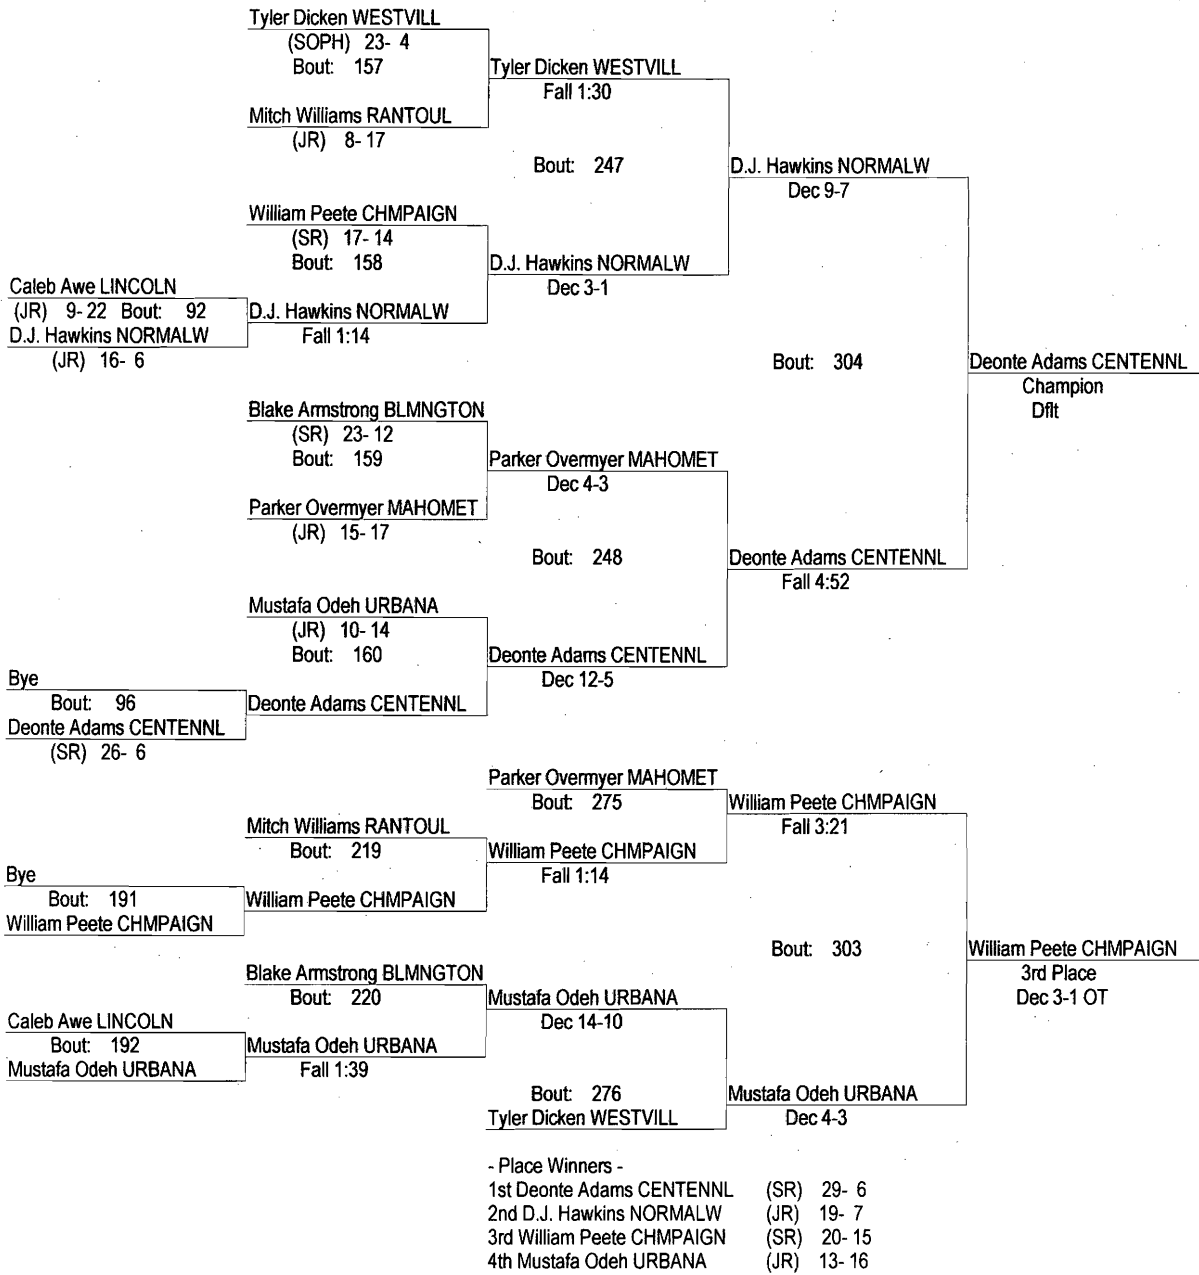 Tyler Dicken WESTVILL
(SOPH) 23- 4
Bout: 157
Tyler Dicken WESTVILL
Fall 1:30
Mitch Williams RANTOUL
(JR) 8- 17
Bout: 247
D.J. Hawkins NORMALW
Dec 9-7
William Peete CHMPAIGN
(SR) 17- 14
Bout: 158
D.J. Hawkins NORMALW
Dec 3-1
Caleb Awe LINCOLN
(JR) 9- 22 Bout: 92
D.J. Hawkins NORMALW
Fall 1:14
D.J. Hawkins NORMALW
(JR) 16- 6
Bout: 304
Deonte Adams CENTENNL
Champion
Dflt
Blake Armstrong BLMNGTON
(SR) 23- 12
Bout: 159
Parker Overmyer MAHOMET
Dec 4-3
Parker Overmyer MAHOMET
(JR) 15- 17
Bout: 248
Deonte Adams CENTENNL
Fall 4:52
Mustafa Odeh URBANA
(JR) 10- 14
Bout: 160
Deonte Adams CENTENNL
Dec 12-5
Bye
Bout: 96
Deonte Adams CENTENNL
Deonte Adams CENTENNL
(SR) 26- 6
Parker Overmyer MAHOMET
Bout: 275
William Peete CHMPAIGN
Fall 3:21
Mitch Williams RANTOUL
Bout: 219
William Peete CHMPAIGN
Fall 1:14
Bye
Bout: 191
William Peete CHMPAIGN
William Peete CHMPAIGN
Bout: 303
William Peete CHMPAIGN
3rd Place
Dec 3-1 OT
Blake Armstrong BLMNGTON
Bout: 220
Mustafa Odeh URBANA
Dec 14-10
Caleb Awe LINCOLN
Bout: 192
Mustafa Odeh URBANA
Mustafa Odeh URBANA
Fall 1:39
Bout: 276
Mustafa Odeh URBANA
Dec 4-3
Tyler Dicken WESTVILL
- Place Winners -
1st Deonte Adams CENTENNL (SR) 29- 6
2nd D.J. Hawkins NORMALW (JR) 19- 7
3rd William Peete CHMPAIGN (SR) 20- 15
4th Mustafa Odeh URBANA (JR) 13- 16